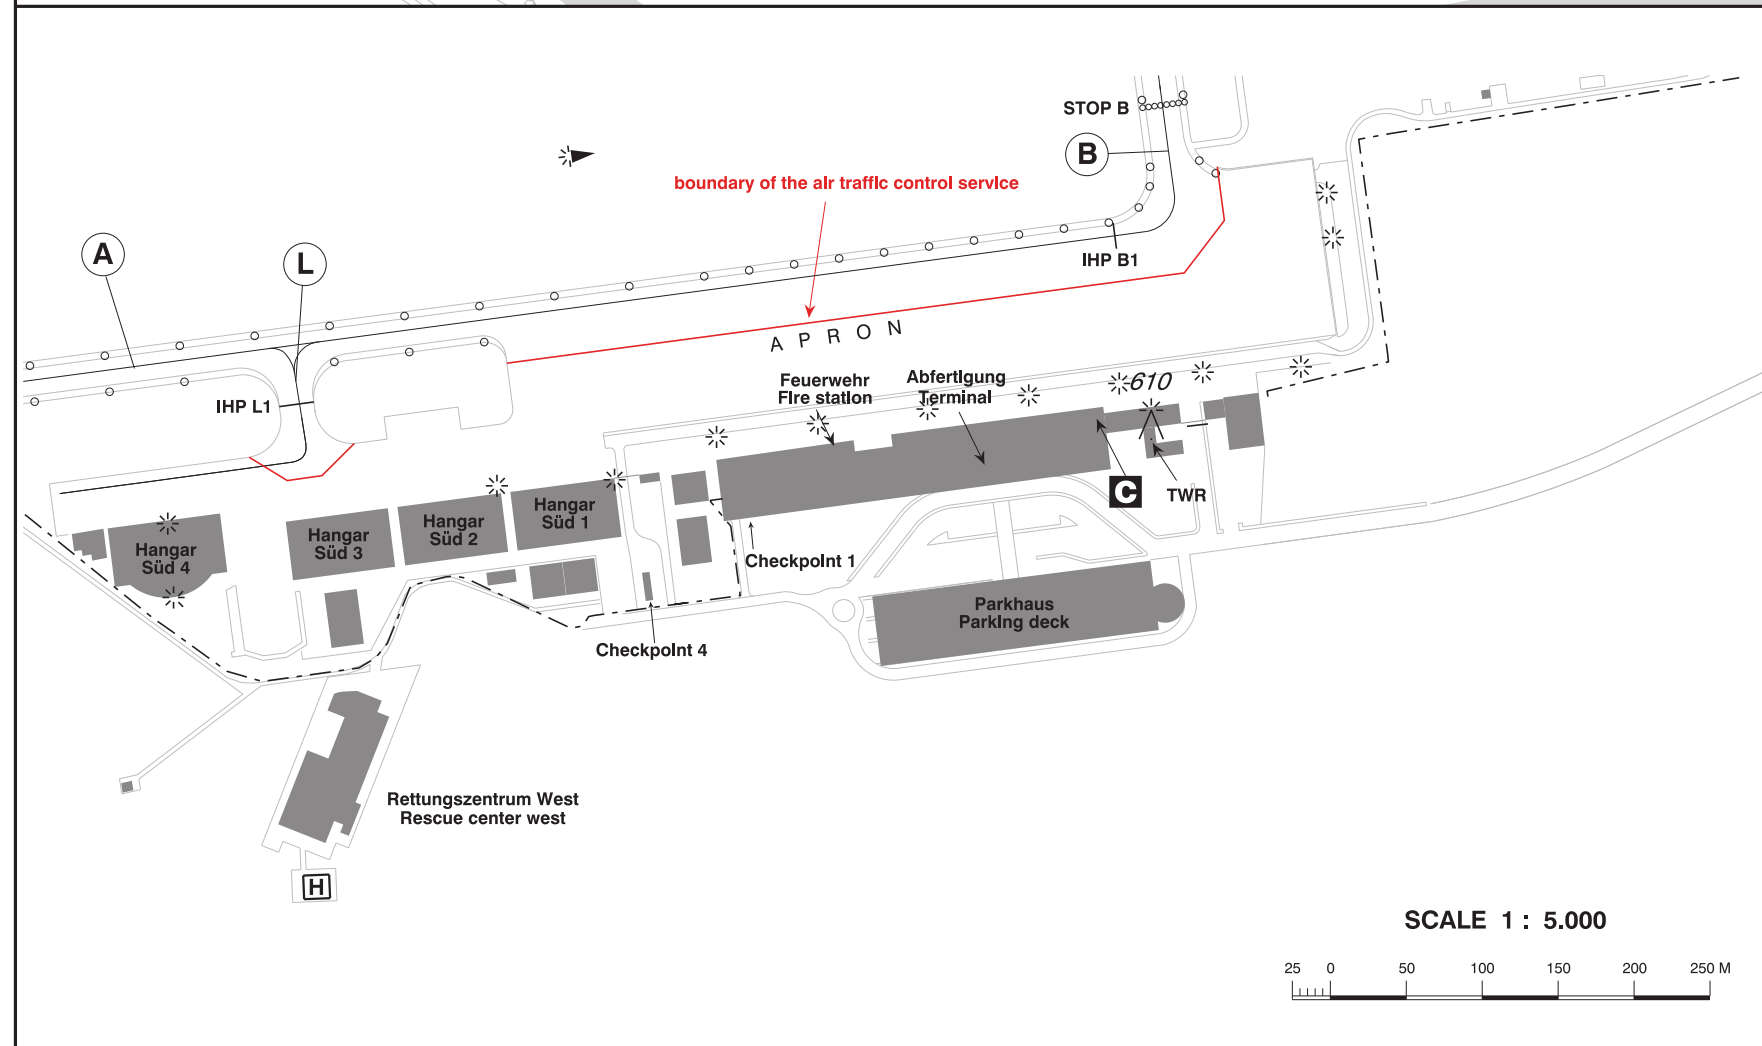 STOP B
B
boundary of the air traffic control service
A
L
IHP B1
APRON
Feuerwehr
Fire station
Abfertigung
Terminal
610
IHP L1
C
TWR
Hangar
Süd 1
Hangar
Süd 2
Hangar
Süd 3
Hangar
Süd 4
Checkpoint 1
Parkhaus
Parking deck
Checkpoint 4
Rettungszentrum West
Rescue center west
H
SCALE 1 : 5.000
25 0 50 100 150 200 250 M